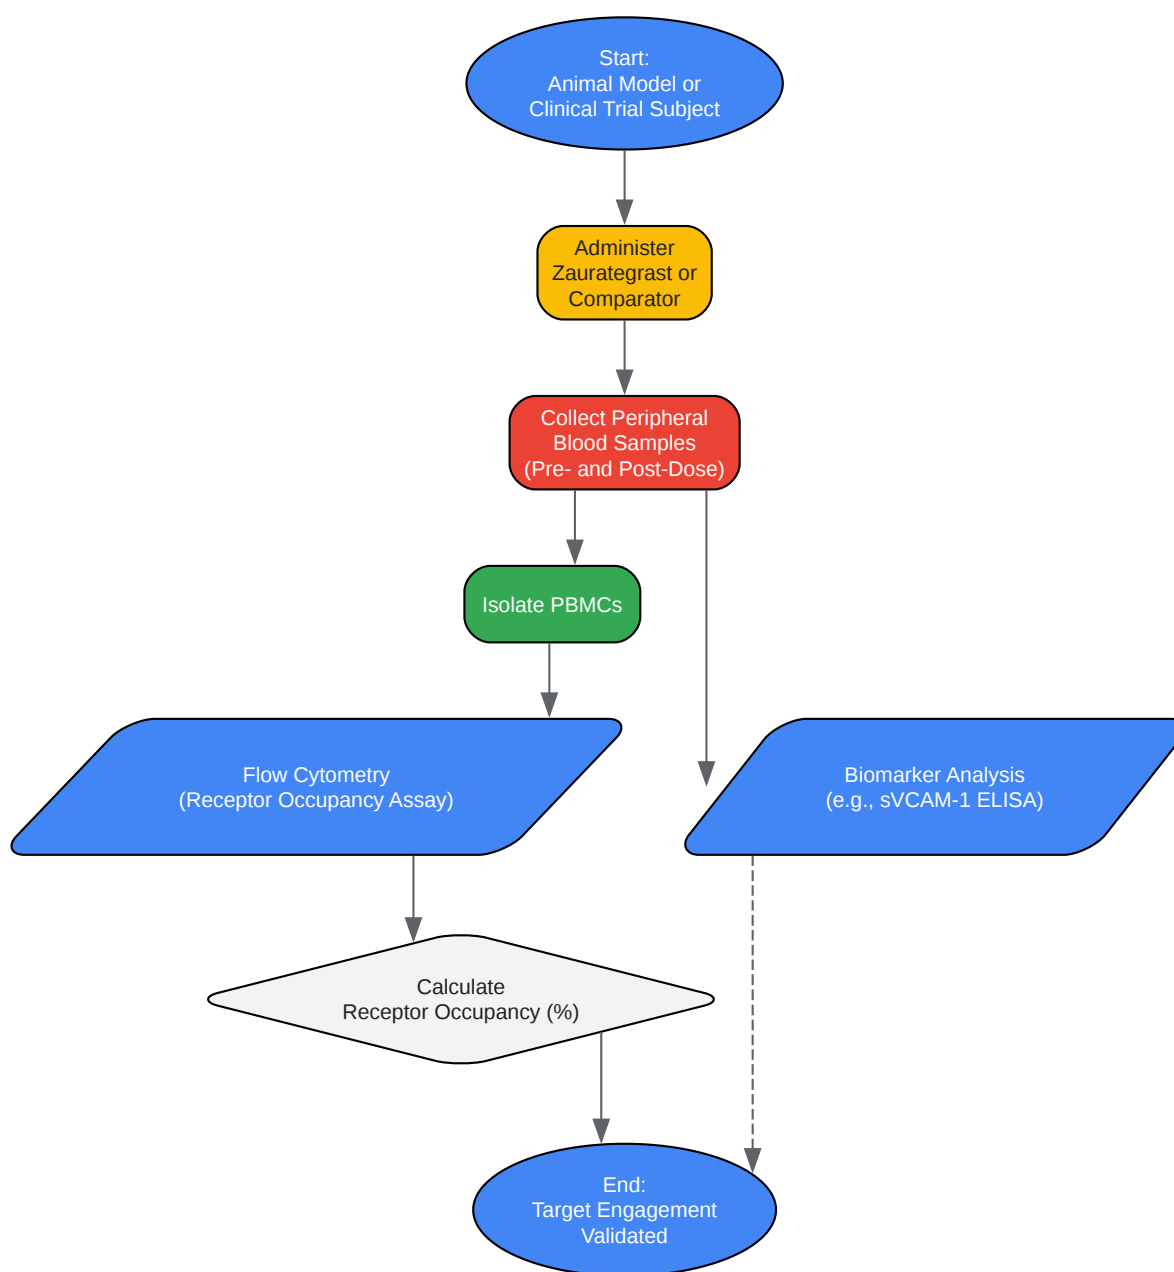 Start:
Animal Model or
Clinical Trial Subject
Administer
Zaurategrast or
Comparator
Collect Peripheral
Blood Samples
(Pre- and Post-Dose)
Isolate PBMCs
Flow Cytometry
(Receptor Occupancy Assay)
Biomarker Analysis
(e.g., sVCAM-1 ELISA)
Calculate
Receptor Occupancy (%)
End:
Target Engagement
Validated